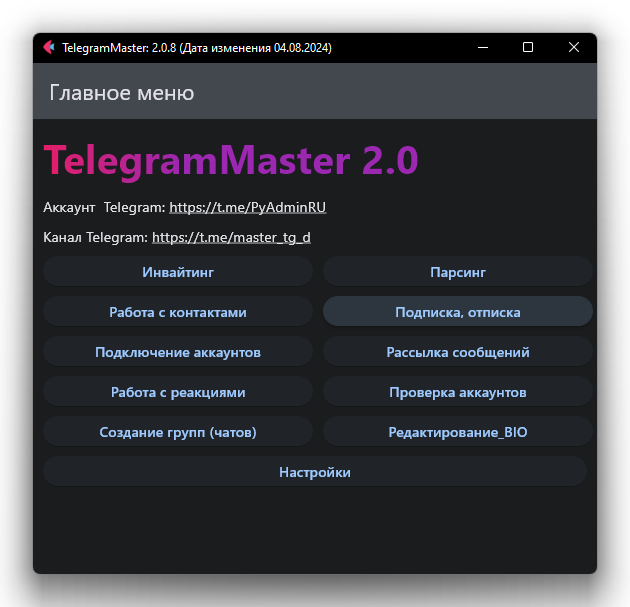 TelegramMaster: 2.0.8 (Дата изменения 04.08.2024)
Главное меню
TelegramMaster 2.0
Аккаунт  Telegram: https://t.me/PyAdminRU
Канал Telegram: https://t.me/master_tg_d
Инвайтинг Парсинг
Работа с контактами Подписка, отписка
Подключение аккаунтов Рассылка сообщений
Работа с реакциями Проверка аккаунтов
Создание групп (чатов) Редактирование_BIO
Настройки